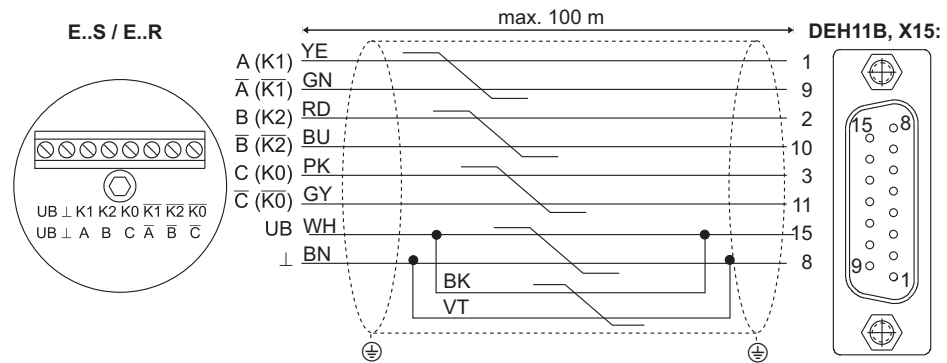 max. 100 m
E..S / E..R
DEH11B, X15:
A (K1) YE 1
A̅ (K̅1̅) GN 9
B (K2) RD 2
B̅ (K̅2̅) BU 10
C (K0) PK 3
C̅ (K̅0̅) GY 11
UB WH 15
⊥ BN 8
BK
VT
UB ⊥ K1 K2 K0 K̅1̅ K̅2̅ K̅0̅
UB ⊥ A B C A̅ B̅ C̅
15 8
9 1